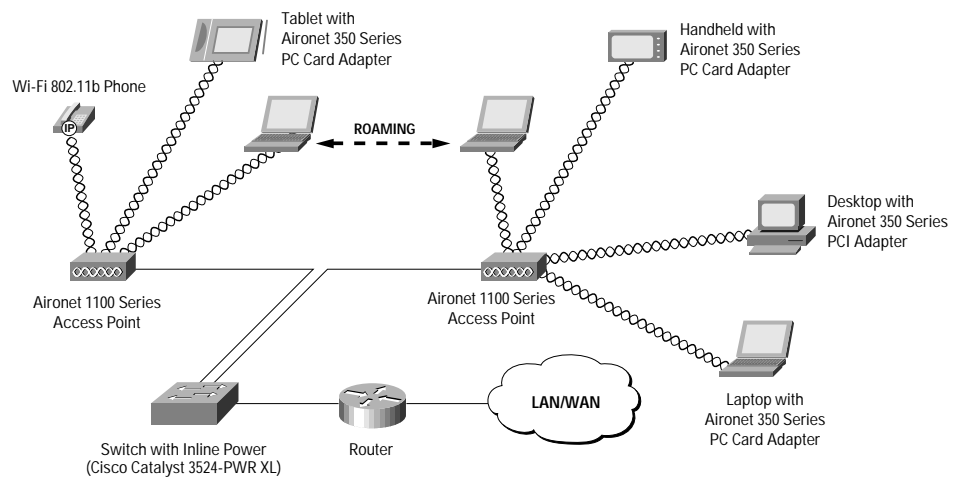 Tablet with
Aironet 350 Series
PC Card Adapter
Handheld with
Aironet 350 Series
PC Card Adapter
Wi-Fi 802.11b Phone
IP
ROAMING
Desktop with
Aironet 350 Series
PCI Adapter
Aironet 1100 Series
Access Point
Aironet 1100 Series
Access Point
LAN/WAN
Laptop with
Aironet 350 Series
PC Card Adapter
Switch with Inline Power
(Cisco Catalyst 3524-PWR XL)
Router